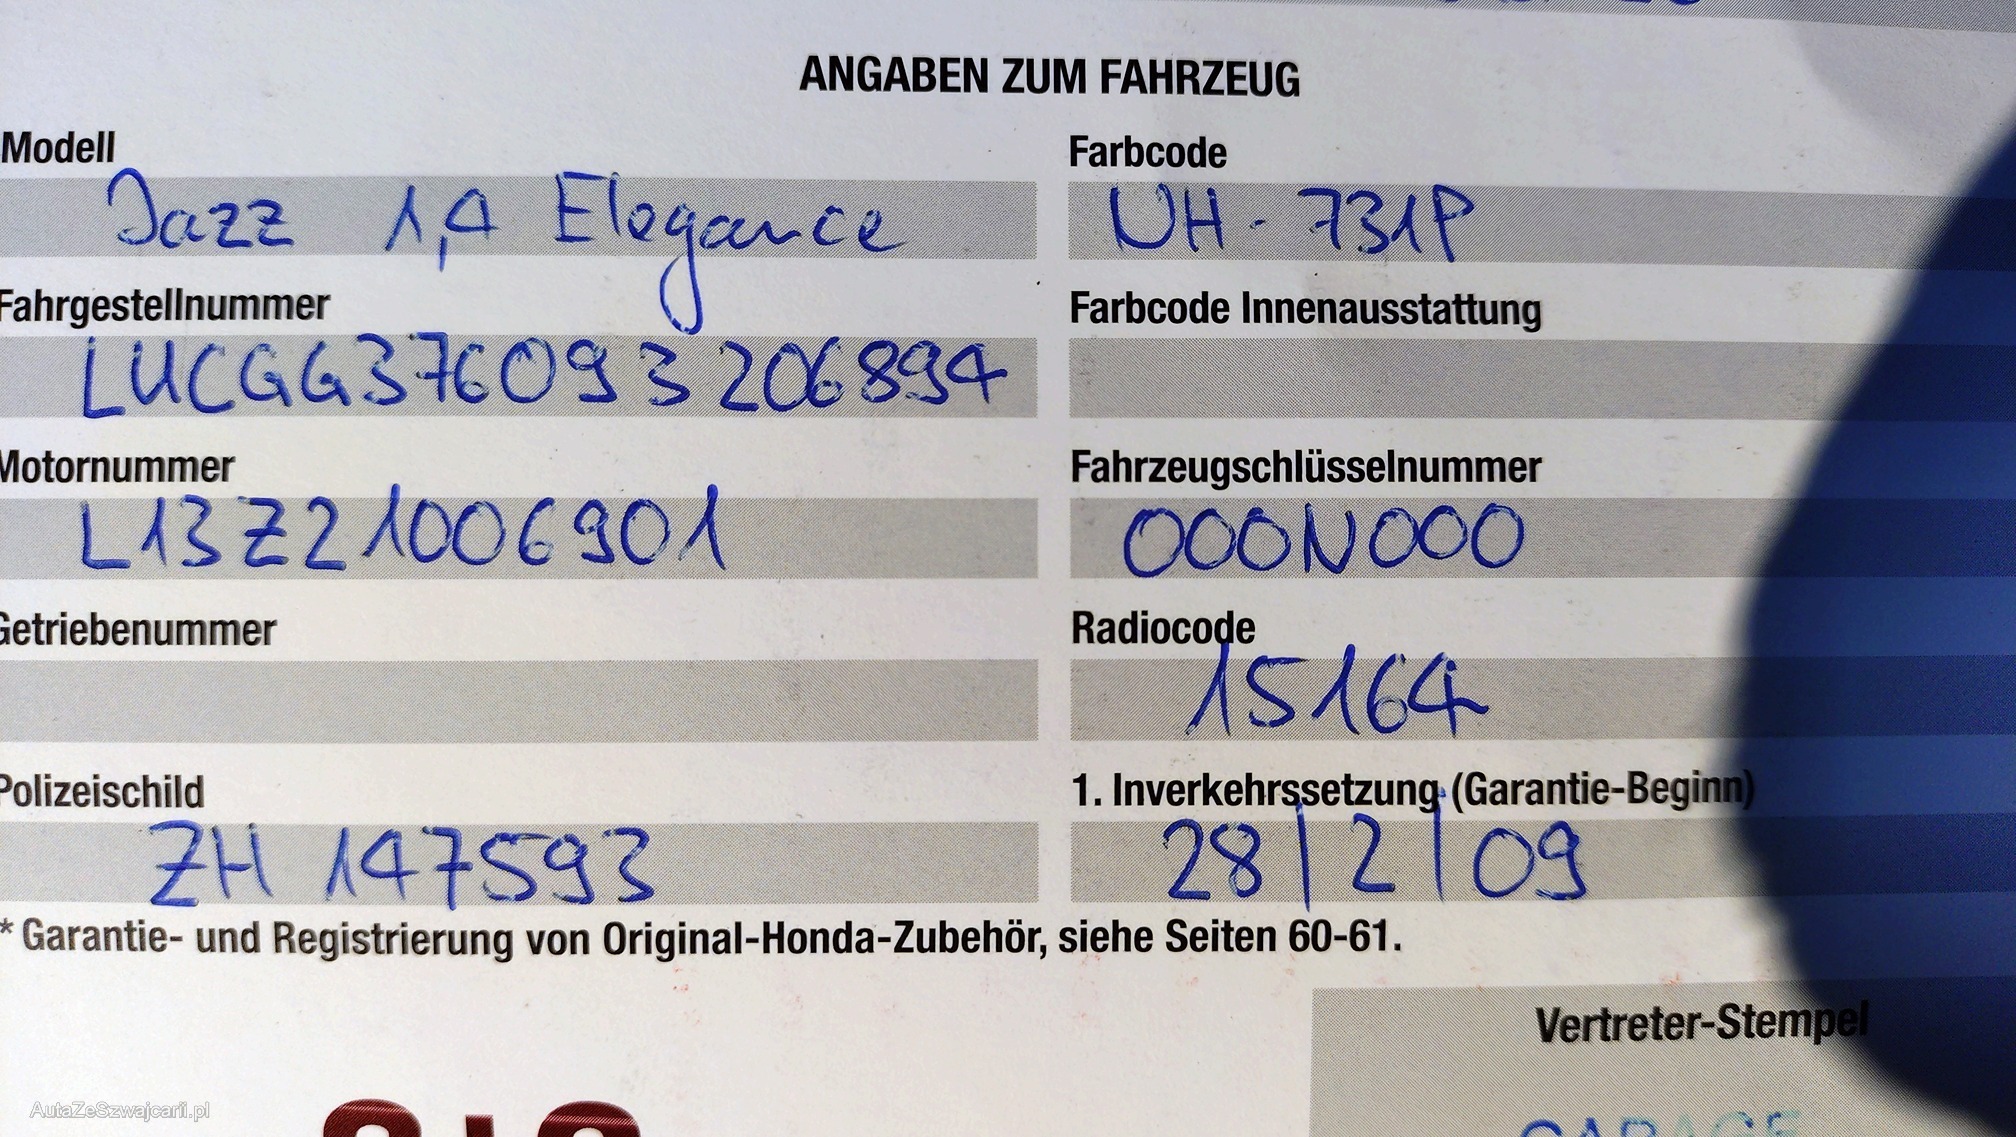 ANGABEN ZUM FAHRZEUG
Modell
Jazz 1,4 Elegance
Farbcode
NH-731P
Fahrgestellnummer
LUCGG376093206894
Farbcode Innenausstattung
Motornummer
L13Z21006901
Fahrzeugschlüsselnummer
000N000
Getriebenummer
Radiocode
15164
Polizeischild
ZH 147593
1. Inverkehrssetzung (Garantie-Beginn)
28/2/09
* Garantie- und Registrierung von Original-Honda-Zubehör, siehe Seiten 60-61.
Vertreter-Stempel
GARAGE
AutaZeSzwajcarii.pl